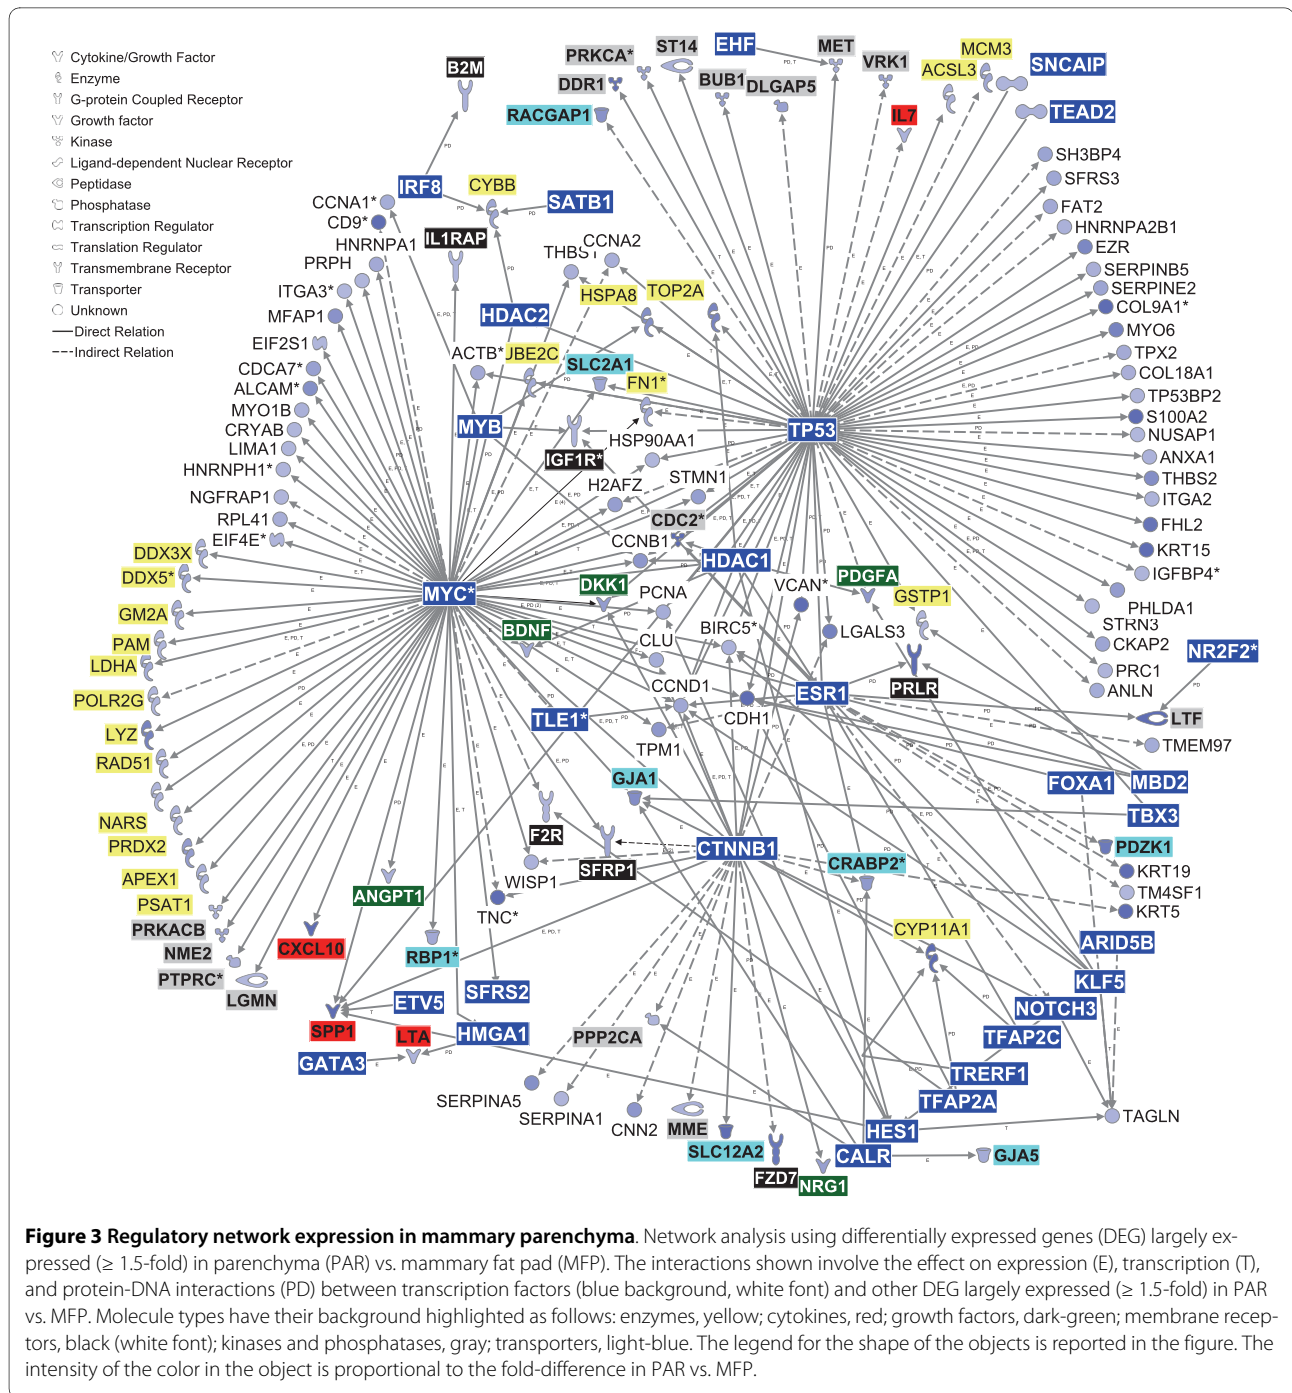 Cytokine/Growth Factor
Enzyme
G-protein Coupled Receptor
Growth factor
Kinase
Ligand-dependent Nuclear Receptor
Peptidase
Phosphatase
Transcription Regulator
Translation Regulator
Transmembrane Receptor
Transporter
Unknown
Direct Relation
Indirect Relation
B2M
PRKCA*
ST14
EHF
MET
VRK1
MCM3
ACSL3
SNCAIP
DDR1
BUB1
DLGAP5
RACGAP1
IL7
TEAD2
IRF8
CYBB
SATB1
CCNA1*
CD9*
HNRNPA1
PRPH
ITGA3*
MFAP1
EIF2S1
CDCA7*
ALCAM*
MYO1B
CRYAB
LIMA1
HNRNPH1*
NGFRAP1
RPL41
EIF4E*
IL1RAP
THBS1
CCNA2
HSPA8
TOP2A
HDAC2
ACTB*
UBE2C
SLC2A1
FN1*
MYB
TP53
IGF1R*
HSP90AA1
H2AFZ
STMN1
CDC2*
CCNB1
HDAC1
SH3BP4
SFRS3
FAT2
HNRNPA2B1
EZR
SERPINB5
SERPINE2
COL9A1*
MYO6
TPX2
COL18A1
TP53BP2
S100A2
NUSAP1
ANXA1
THBS2
ITGA2
FHL2
KRT15
IGFBP4*
PHLDA1
STRN3
CKAP2
PRC1
ANLN
NR2F2*
LTF
TMEM97
DDX3X
DDX5*
GM2A
PAM
LDHA
POLR2G
LYZ
RAD51
NARS
PRDX2
APEX1
PSAT1
PRKACB
NME2
PTPRC*
LGMN
MYC*
DKK1
BDNF
PCNA
CLU
VCAN*
PDGFA
GSTP1
BIRC5*
LGALS3
PRLR
CCND1
ESR1
CDH1
TLE1*
TPM1
GJA1
FOXA1
MBD2
TBX3
F2R
SFRP1
CTNNB1
CRABP2*
PDZK1
KRT19
TM4SF1
KRT5
WISP1
TNC*
ANGPT1
CXCL10
RBP1*
CYP11A1
ARID5B
KLF5
NOTCH3
TFAP2C
TRERF1
TFAP2A
SFRS2
ETV5
SPP1
LTA
HMGA1
GATA3
PPP2CA
SERPINA5
SERPINA1
CNN2
MME
SLC12A2
FZD7
NRG1
HES1
CALR
GJA5
TAGLN
Figure 3 Regulatory network expression in mammary parenchyma. Network analysis using differentially expressed genes (DEG) largely ex-
pressed (≥ 1.5-fold) in parenchyma (PAR) vs. mammary fat pad (MFP). The interactions shown involve the effect on expression (E), transcription (T),
and protein-DNA interactions (PD) between transcription factors (blue background, white font) and other DEG largely expressed (≥ 1.5-fold) in PAR
vs. MFP. Molecule types have their background highlighted as follows: enzymes, yellow; cytokines, red; growth factors, dark-green; membrane recep-
tors, black (white font); kinases and phosphatases, gray; transporters, light-blue. The legend for the shape of the objects is reported in the figure. The
intensity of the color in the object is proportional to the fold-difference in PAR vs. MFP.